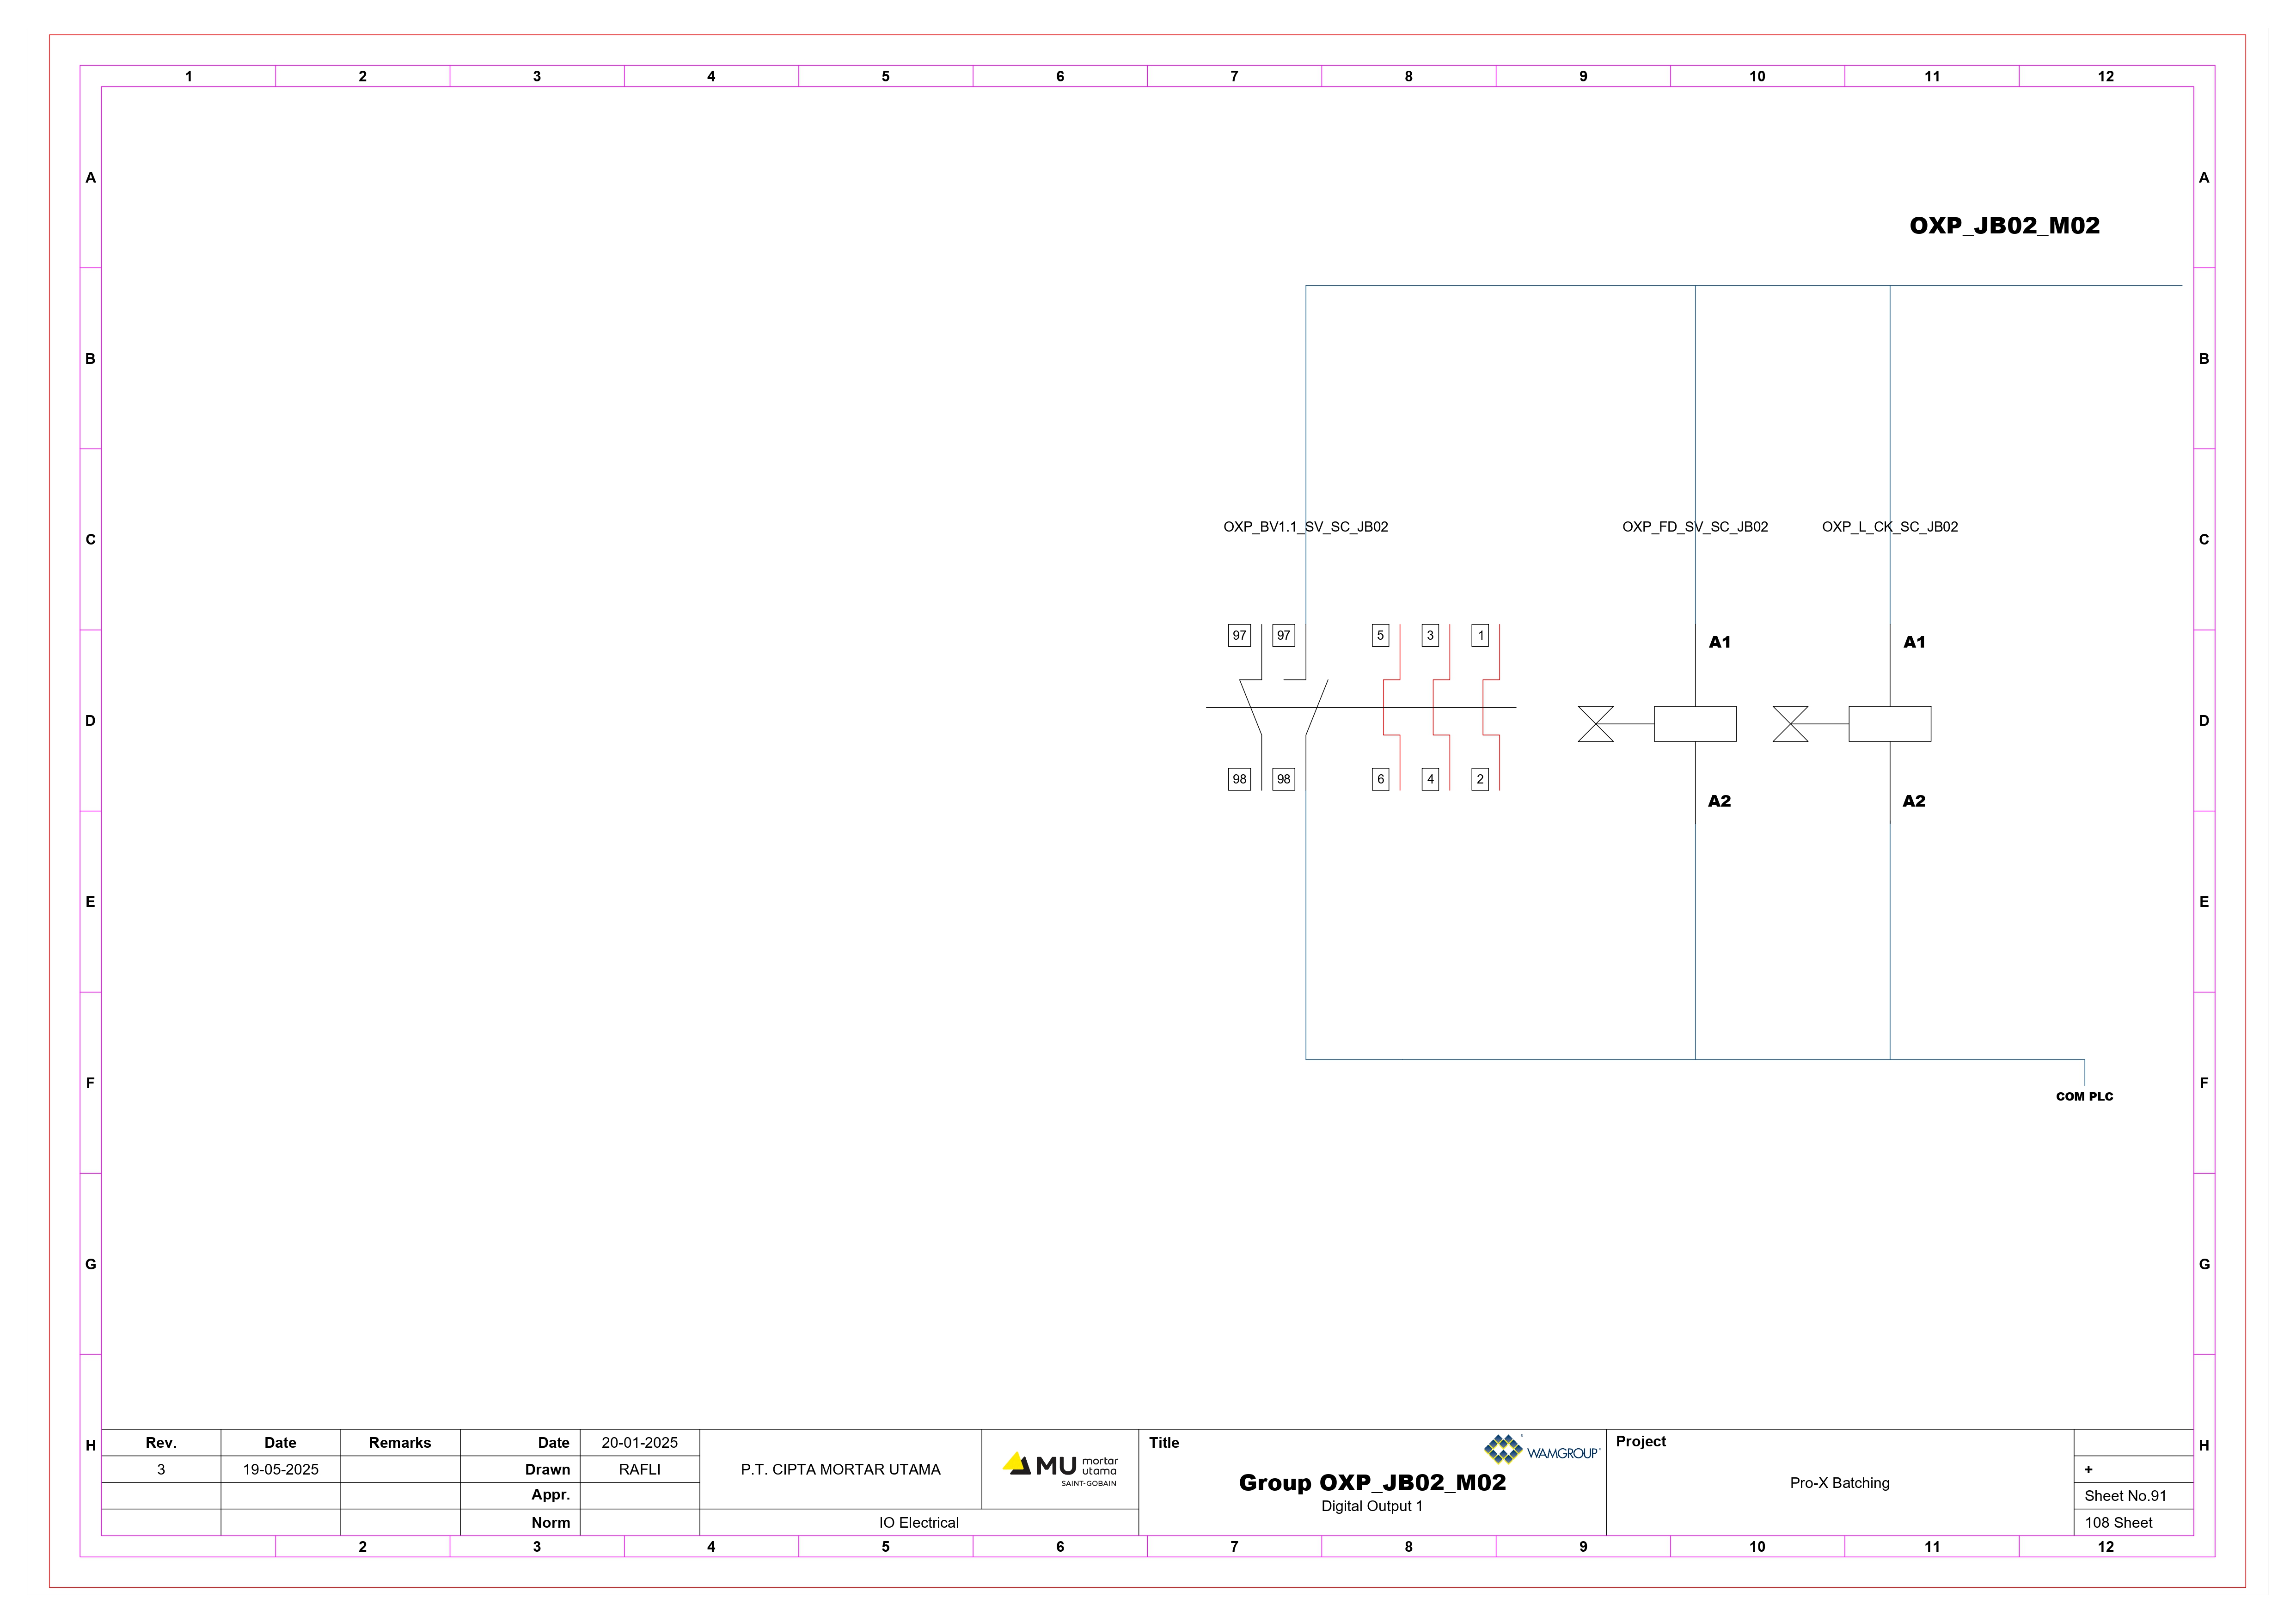 1 2 3 4 5 6 7 8 9 10 11 12
A A
OXP_JB02_M02
B B
OXP_BV1.1_SV_SC_JB02 OXP_FD_SV_SC_JB02 OXP_L_CK_SC_JB02
C C
97 97 5 3 1 A1 A1
D D
98 98 6 4 2
A2 A2
E E
F F
COM PLC
G G
H H
Rev. Date Remarks Date 20-01-2025
3 19-05-2025 Drawn RAFLI
Appr.
Norm
P.T. CIPTA MORTAR UTAMA
MU mortar
utama
SAINT-GOBAIN
IO Electrical
Title
WAMGROUP
Group OXP_JB02_M02
Digital Output 1
Project
Pro-X Batching
+
Sheet No.91
108 Sheet
2 3 4 5 6 7 8 9 10 11 12